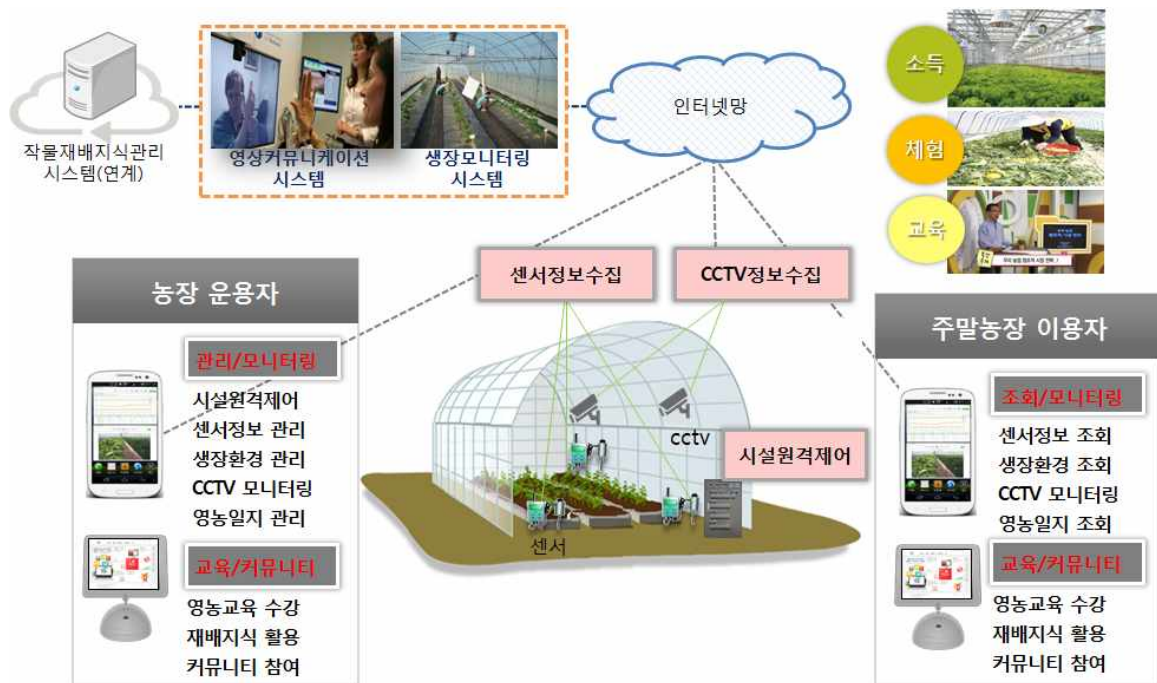 작물재배지식관리
시스템(연계)
영상커뮤니케이션
시스템
생장모니터링
시스템
인터넷망
소득
체험
교육
센서정보수집
CCTV정보수집
농장 운용자
관리/모니터링
시설원격제어
센서정보 관리
생장환경 관리
CCTV 모니터링
영농일지 관리
교육/커뮤니티
영농교육 수강
재배지식 활용
커뮤니티 참여
cctv
시설원격제어
센서
주말농장 이용자
조회/모니터링
센서정보 조회
생장환경 조회
CCTV 모니터링
영농일지 조회
교육/커뮤니티
영농교육 수강
재배지식 활용
커뮤니티 참여